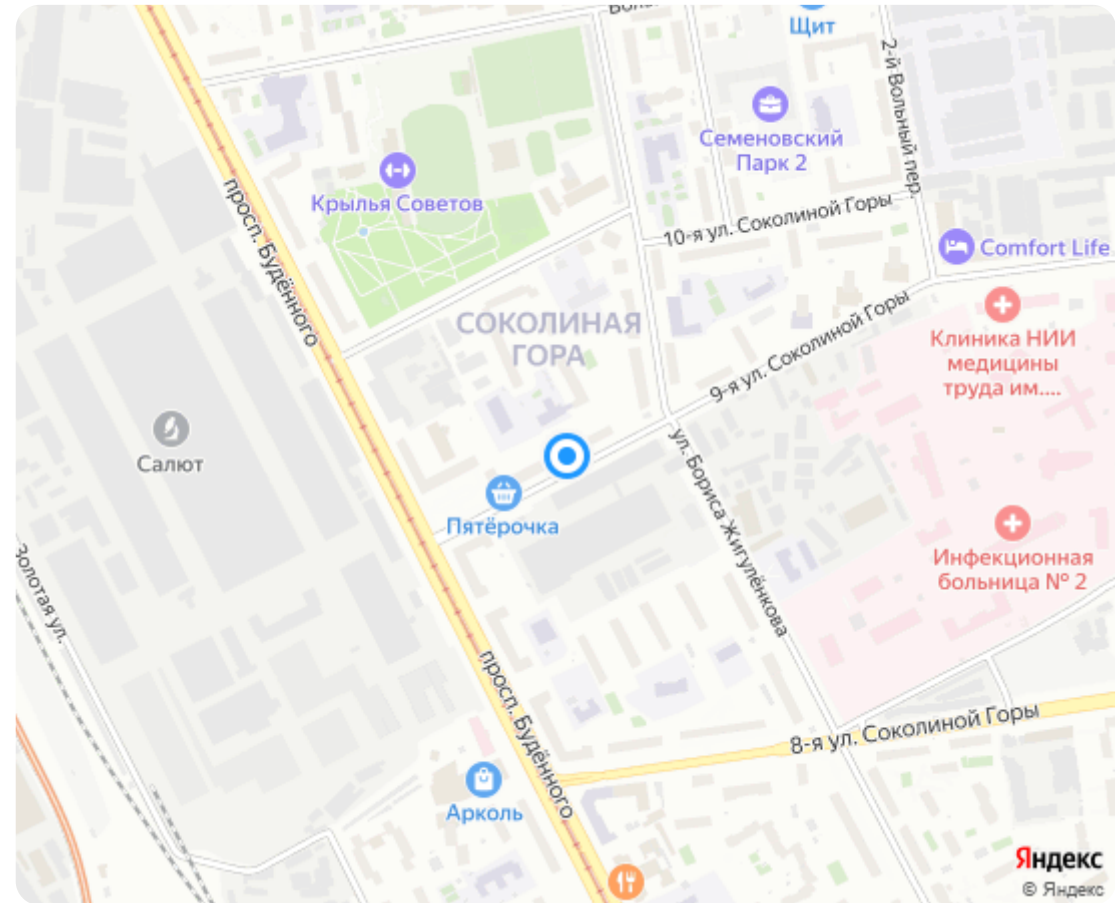 Щит
2-й Вольный пер.
Семеновский
Парк 2
Крылья Советов
просп. Будённого
10-я ул. Соколиной Горы
Comfort Life
СОКОЛИНАЯ
ГОРА
9-я ул. Соколиной Горы
Клиника НИИ
медицины
труда им....
Салют
ул. Бориса Жигулёнкова
Пятёрочка
Инфекционная
больница № 2
Золотая ул.
просп. Будённого
8-я ул. Соколиной Горы
Арколь
Яндекс
© Яндекс